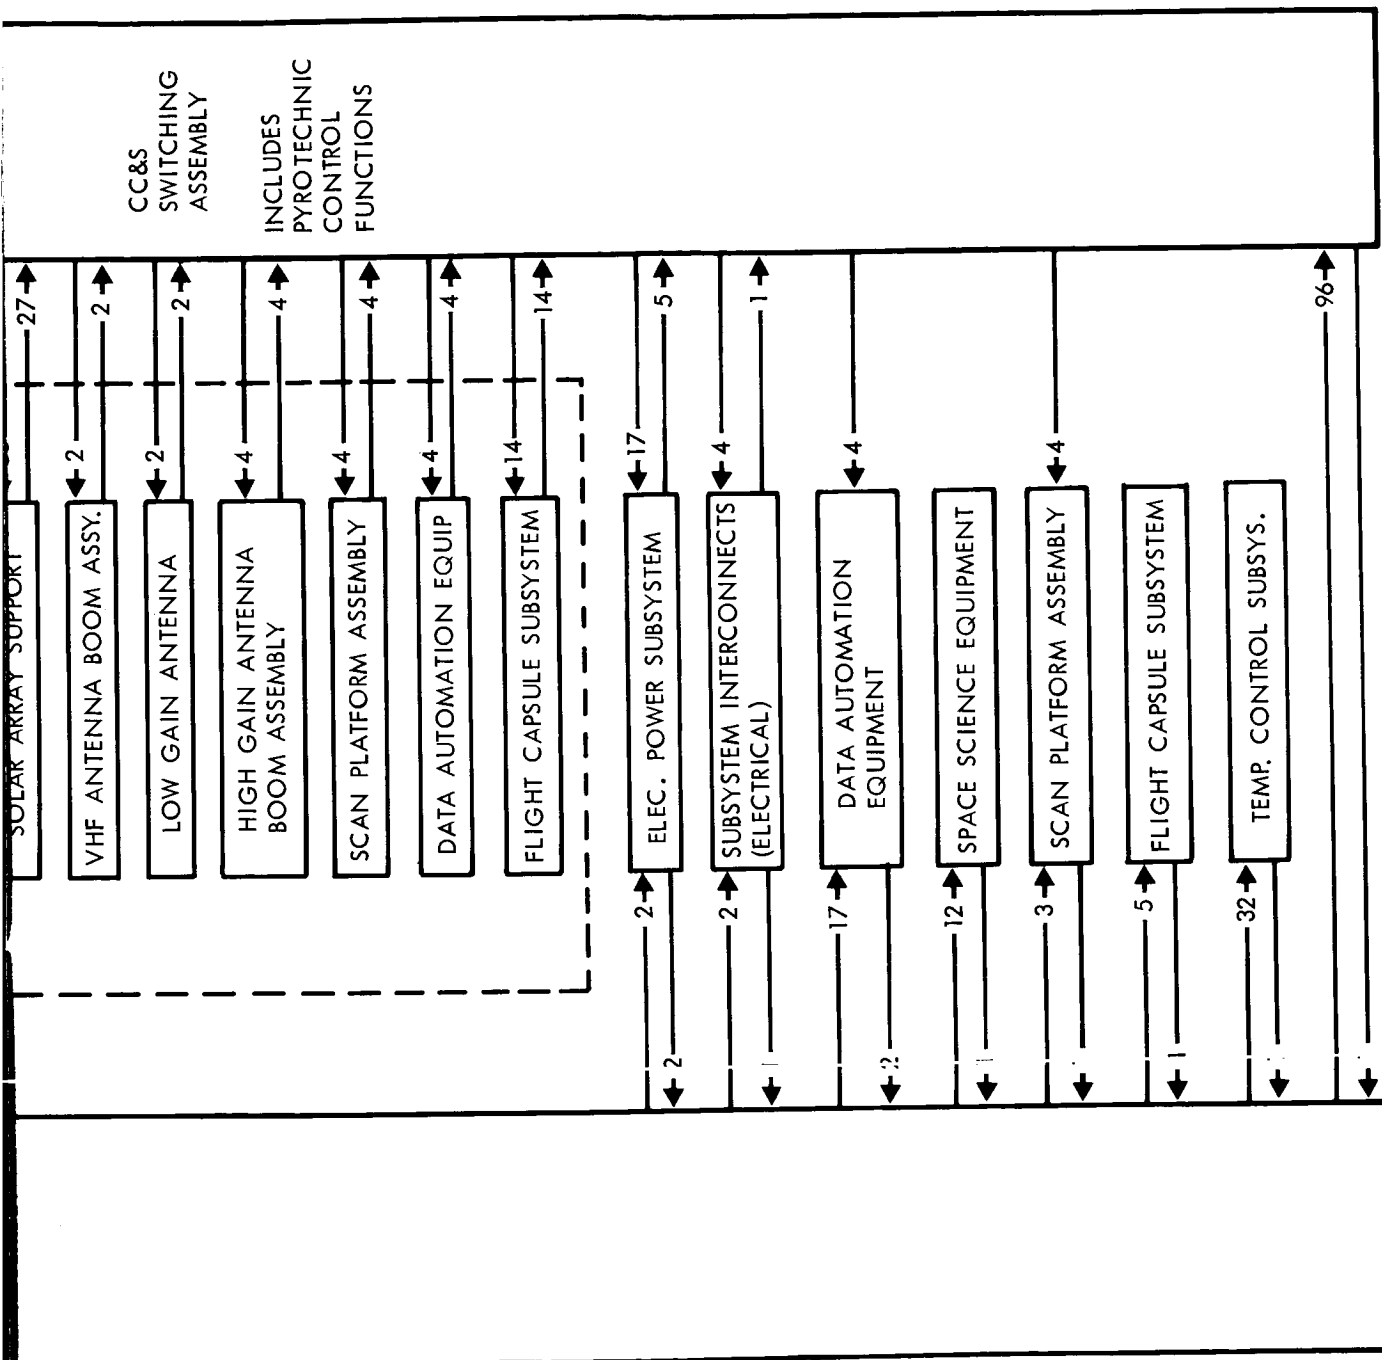 CC&S
SWITCHING
ASSEMBLY
INCLUDES
PYROTECHNIC
CONTROL
FUNCTIONS
27
2
2
4
4
4
14
5
1
96
2
2
4
4
4
14
17
4
4
4
SOLAR ARRAY SUPPORT
VHF ANTENNA BOOM ASSY.
LOW GAIN ANTENNA
HIGH GAIN ANTENNA
BOOM ASSEMBLY
SCAN PLATFORM ASSEMBLY
DATA AUTOMATION EQUIP
FLIGHT CAPSULE SUBSYSTEM
ELEC. POWER SUBSYSTEM
SUBSYSTEM INTERCONNECTS
(ELECTRICAL)
DATA AUTOMATION
EQUIPMENT
SPACE SCIENCE EQUIPMENT
SCAN PLATFORM ASSEMBLY
FLIGHT CAPSULE SUBSYSTEM
TEMP. CONTROL SUBSYS.
2
2
17
12
3
5
32
2
1
2
1
1